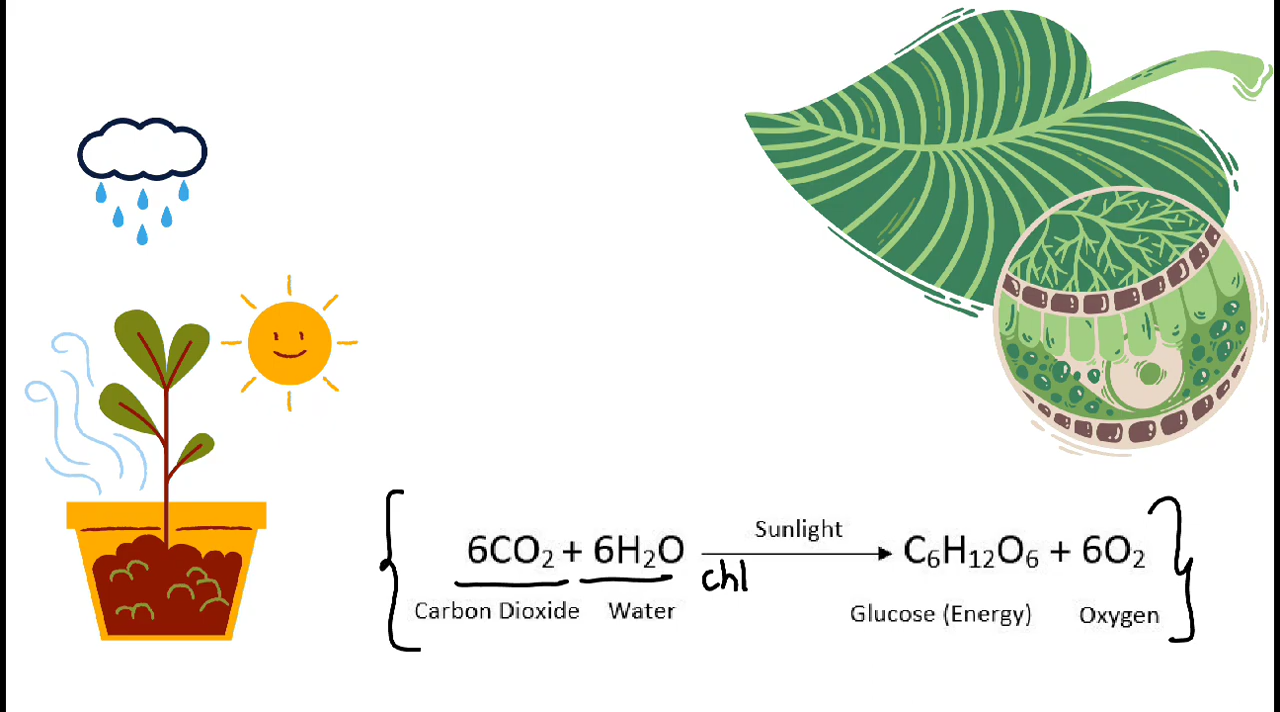 Sunlight
6CO₂ + 6H₂O → C₆H₁₂O₆ + 6O₂
chl
Carbon Dioxide Water Glucose (Energy) Oxygen